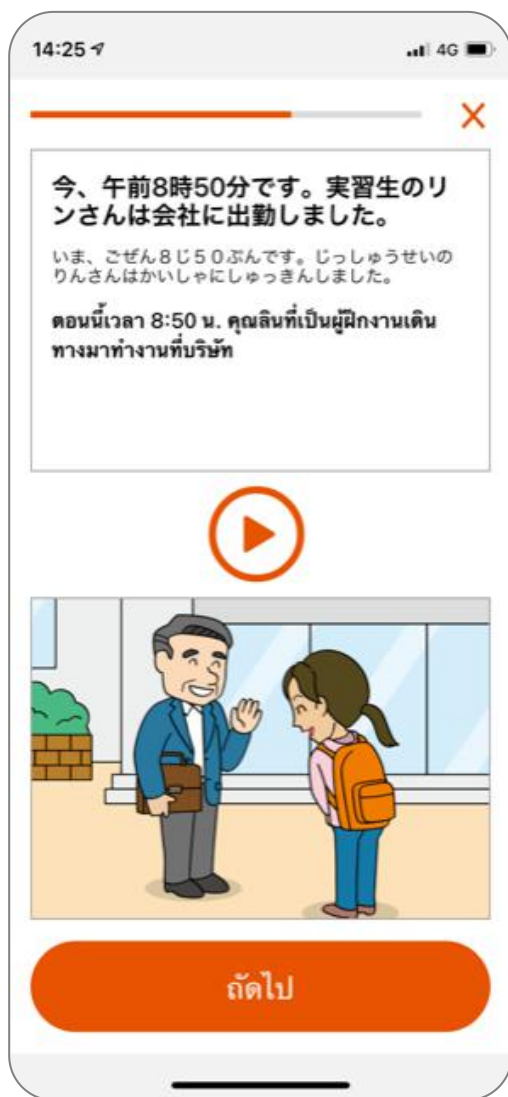 14:25
4G
今、午前8時50分です。実習生のリ
ンさんは会社に出勤しました。
いま、ごぜん8じ50ぷんです。じっしゅうせいの
りんさんはかいしゃにしゅっきんしました。
ตอนนี้เวลา 8:50 น. คุณลินที่เป็นผู้ฝึกงานเดิน
ทางมาทำงานที่บริษัท
ถัดไป